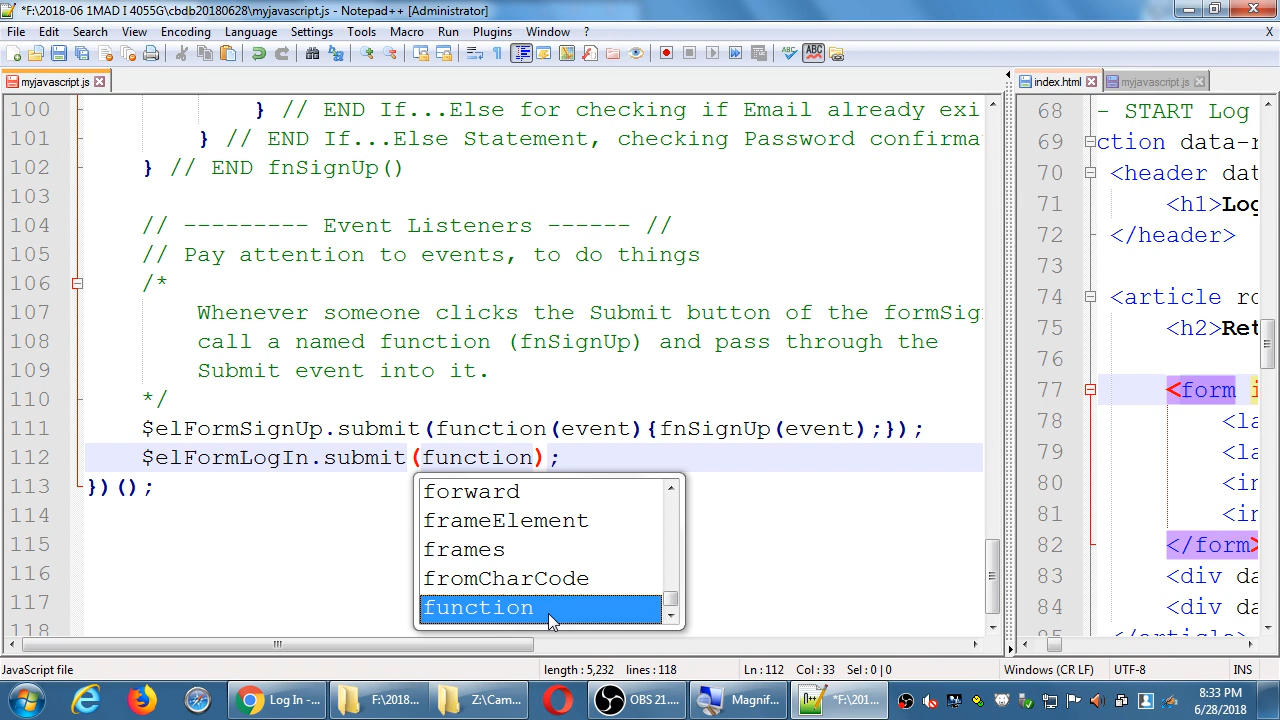 *F:\2018-06 1MAD I 4055G\cbdb20180628\myjavascript.js - Notepad++ [Administrator]
File Edit Search View Encoding Language Settings Tools Macro Run Plugins Window ? X
myjavascript.js
index.html myjavascript.js
100 } // END If...Else for checking if Email already exi
101 } // END If...Else Statement, checking Password confirma
102 } // END fnSignUp()
103
104 // --------- Event Listeners ------ //
105 // Pay attention to events, to do things
106 /*
107 Whenever someone clicks the Submit button of the formSig
108 call a named function (fnSignUp) and pass through the
109 Submit event into it.
110 */
111 $elFormSignUp.submit(function(event){fnSignUp(event);});
112 $elFormLogIn.submit(function);
113 })();
114
115
116
117
118
forward
frameElement
frames
fromCharCode
function
68 - START Log
69 ction data-r
70 <header dat
71 <h1>Log
72 </header>
73
74 <article ro
75 <h2>Ret
76
77 <form i
78 <la
79 <la
80 <in
81 <in
82 </form>
83 <div da
84 <div da
85 </article>
JavaScript file length : 5,232 lines : 118 Ln : 112 Col : 33 Sel : 0 | 0 Windows (CR LF) UTF-8 INS
Log In -... F:\2018... Z:\Cam... OBS 21.... Magnif... *F:\201...
8:33 PM
6/28/2018